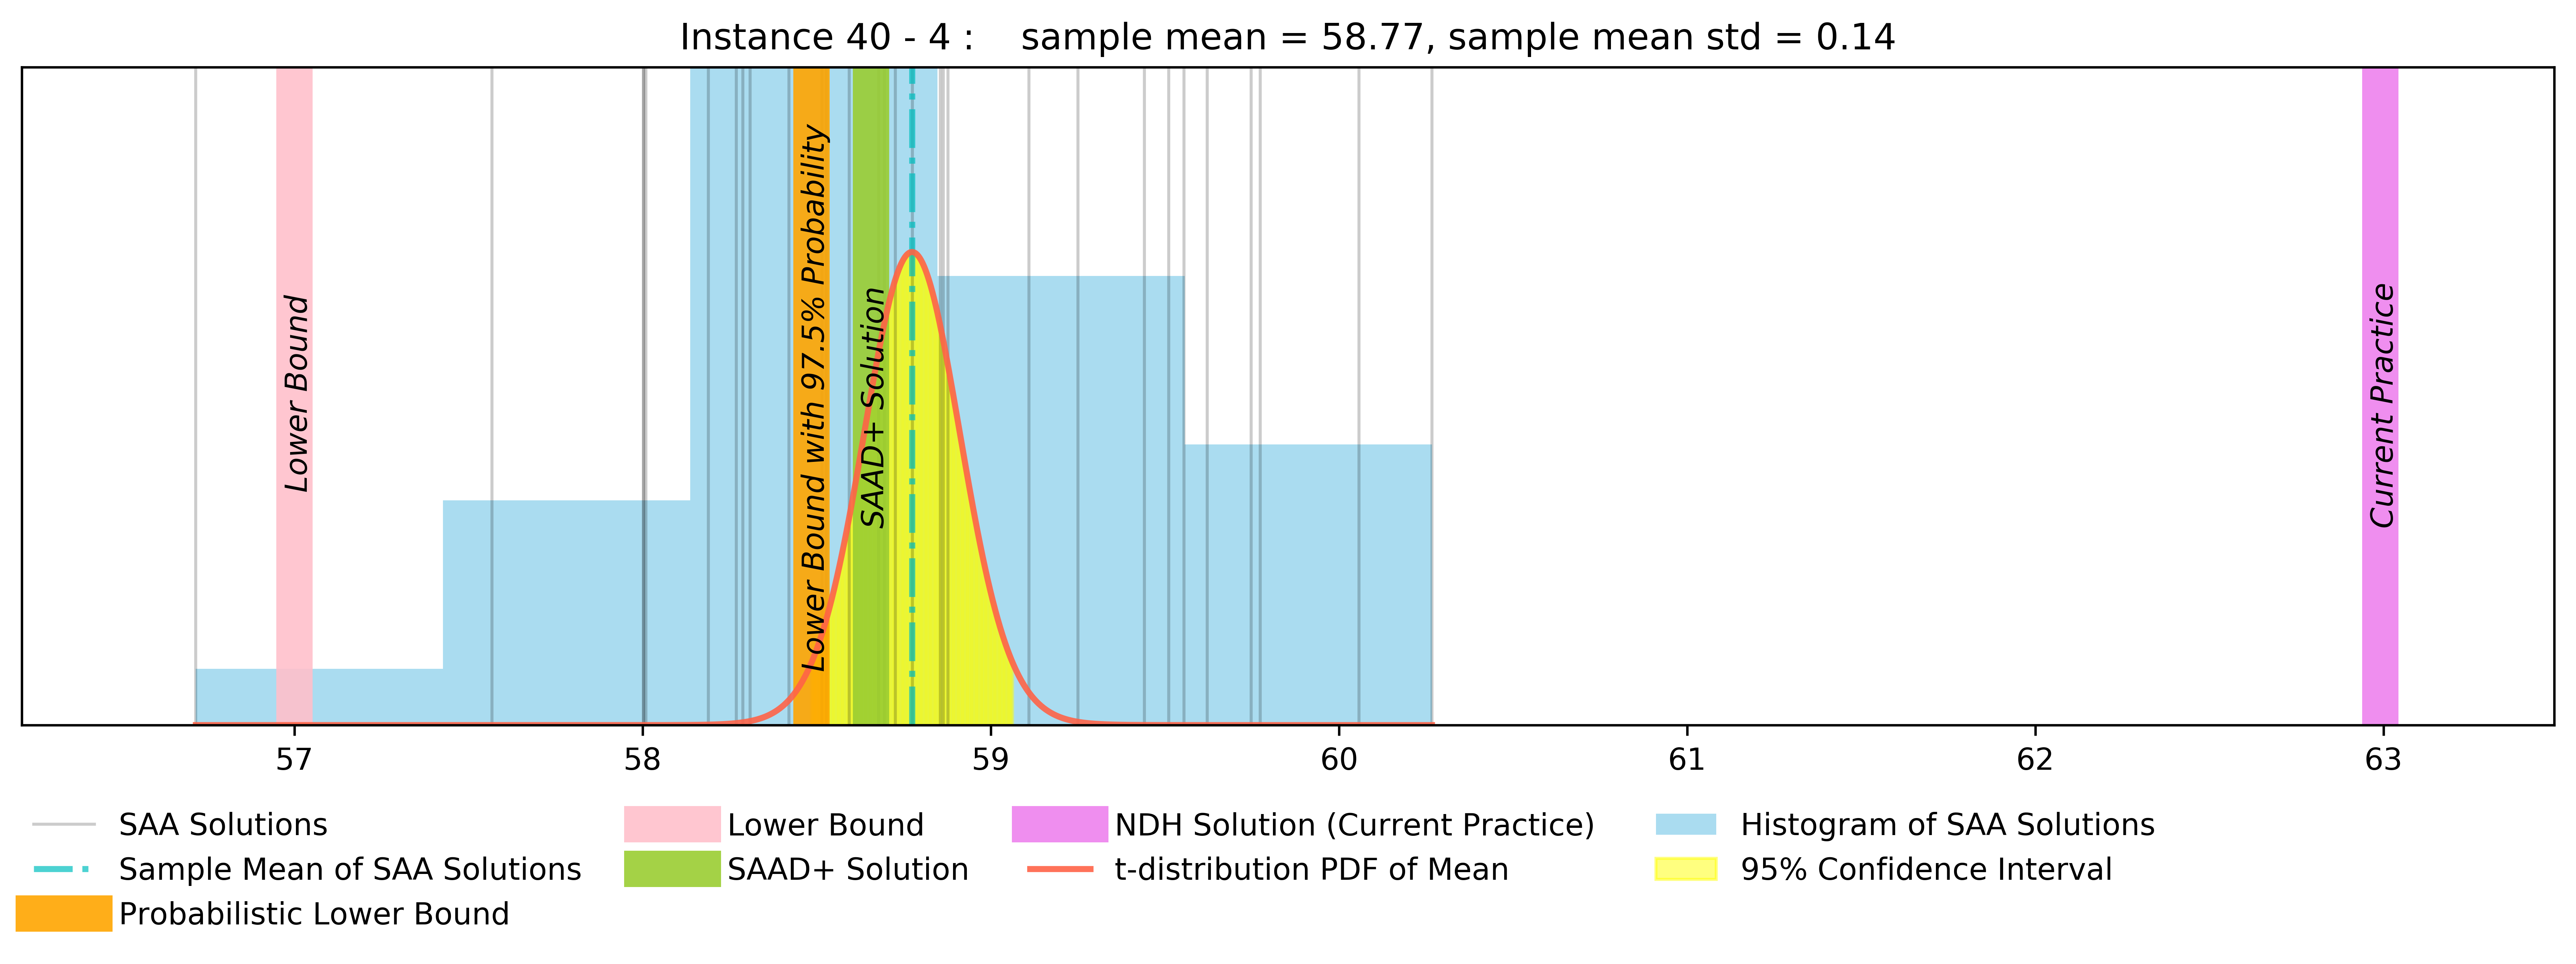 Instance 40 - 4 :    sample mean = 58.77, sample mean std = 0.14
Lower Bound
Lower Bound with 97.5% Probability
SAAD+ Solution
Current Practice
57 58 59 60 61 62 63
SAA Solutions
Sample Mean of SAA Solutions
Probabilistic Lower Bound
Lower Bound
SAAD+ Solution
NDH Solution (Current Practice)
t-distribution PDF of Mean
Histogram of SAA Solutions
95% Confidence Interval